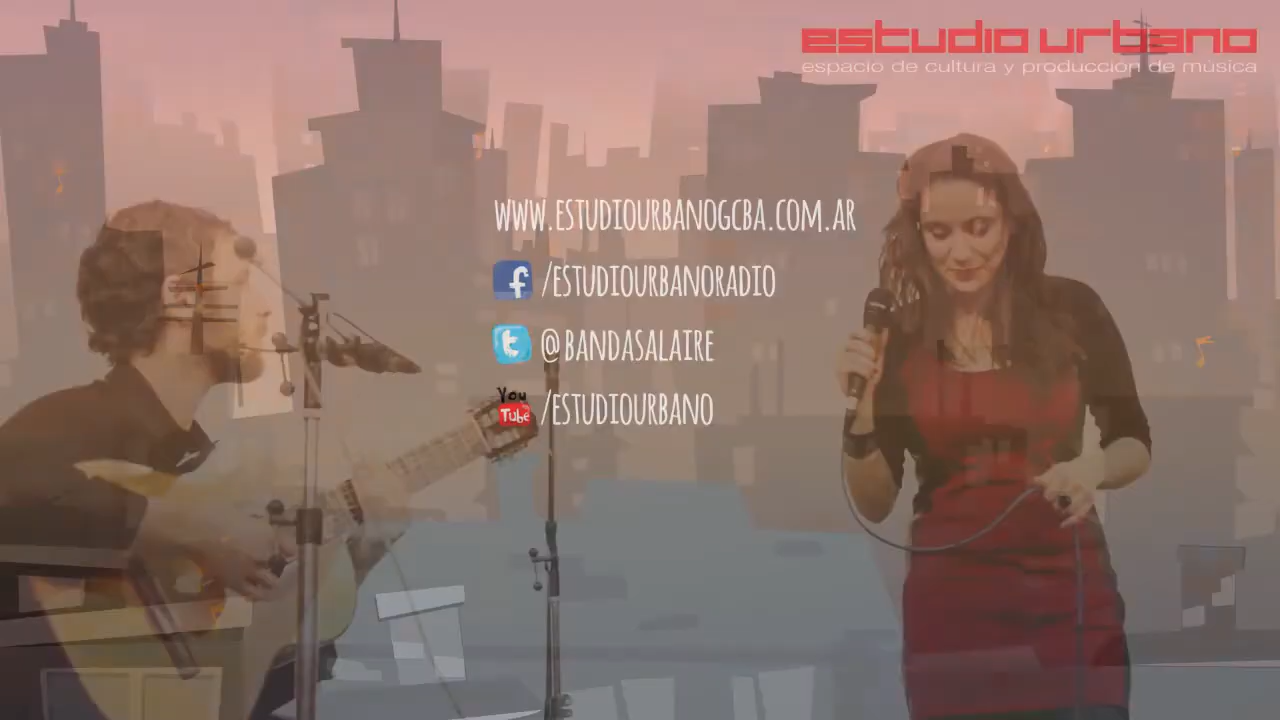 estudio urbano
espacio de cultura y producción de música
WWW.ESTUDIOURBANOGCBA.COM.AR
f /ESTUDIOURBANORADIO
t @BANDASALAIRE
You
Tube /ESTUDIOURBANO